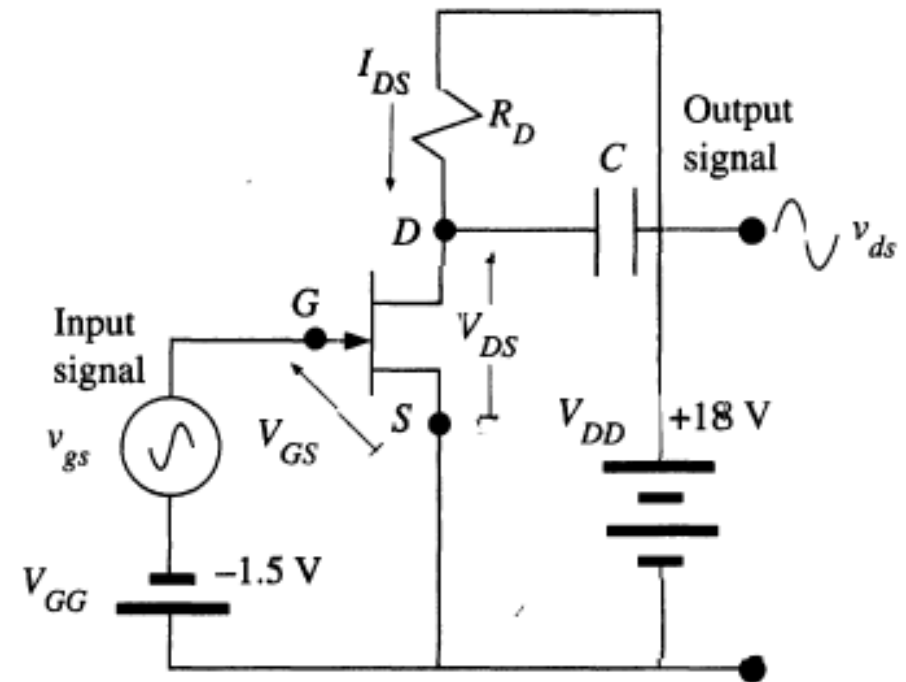 I_DS
R_D
Output
signal
C
D
v_ds
G
Input
signal
V_DS
v_gs
V_GS
S
V_DD
+18 V
V_GG
−1.5 V